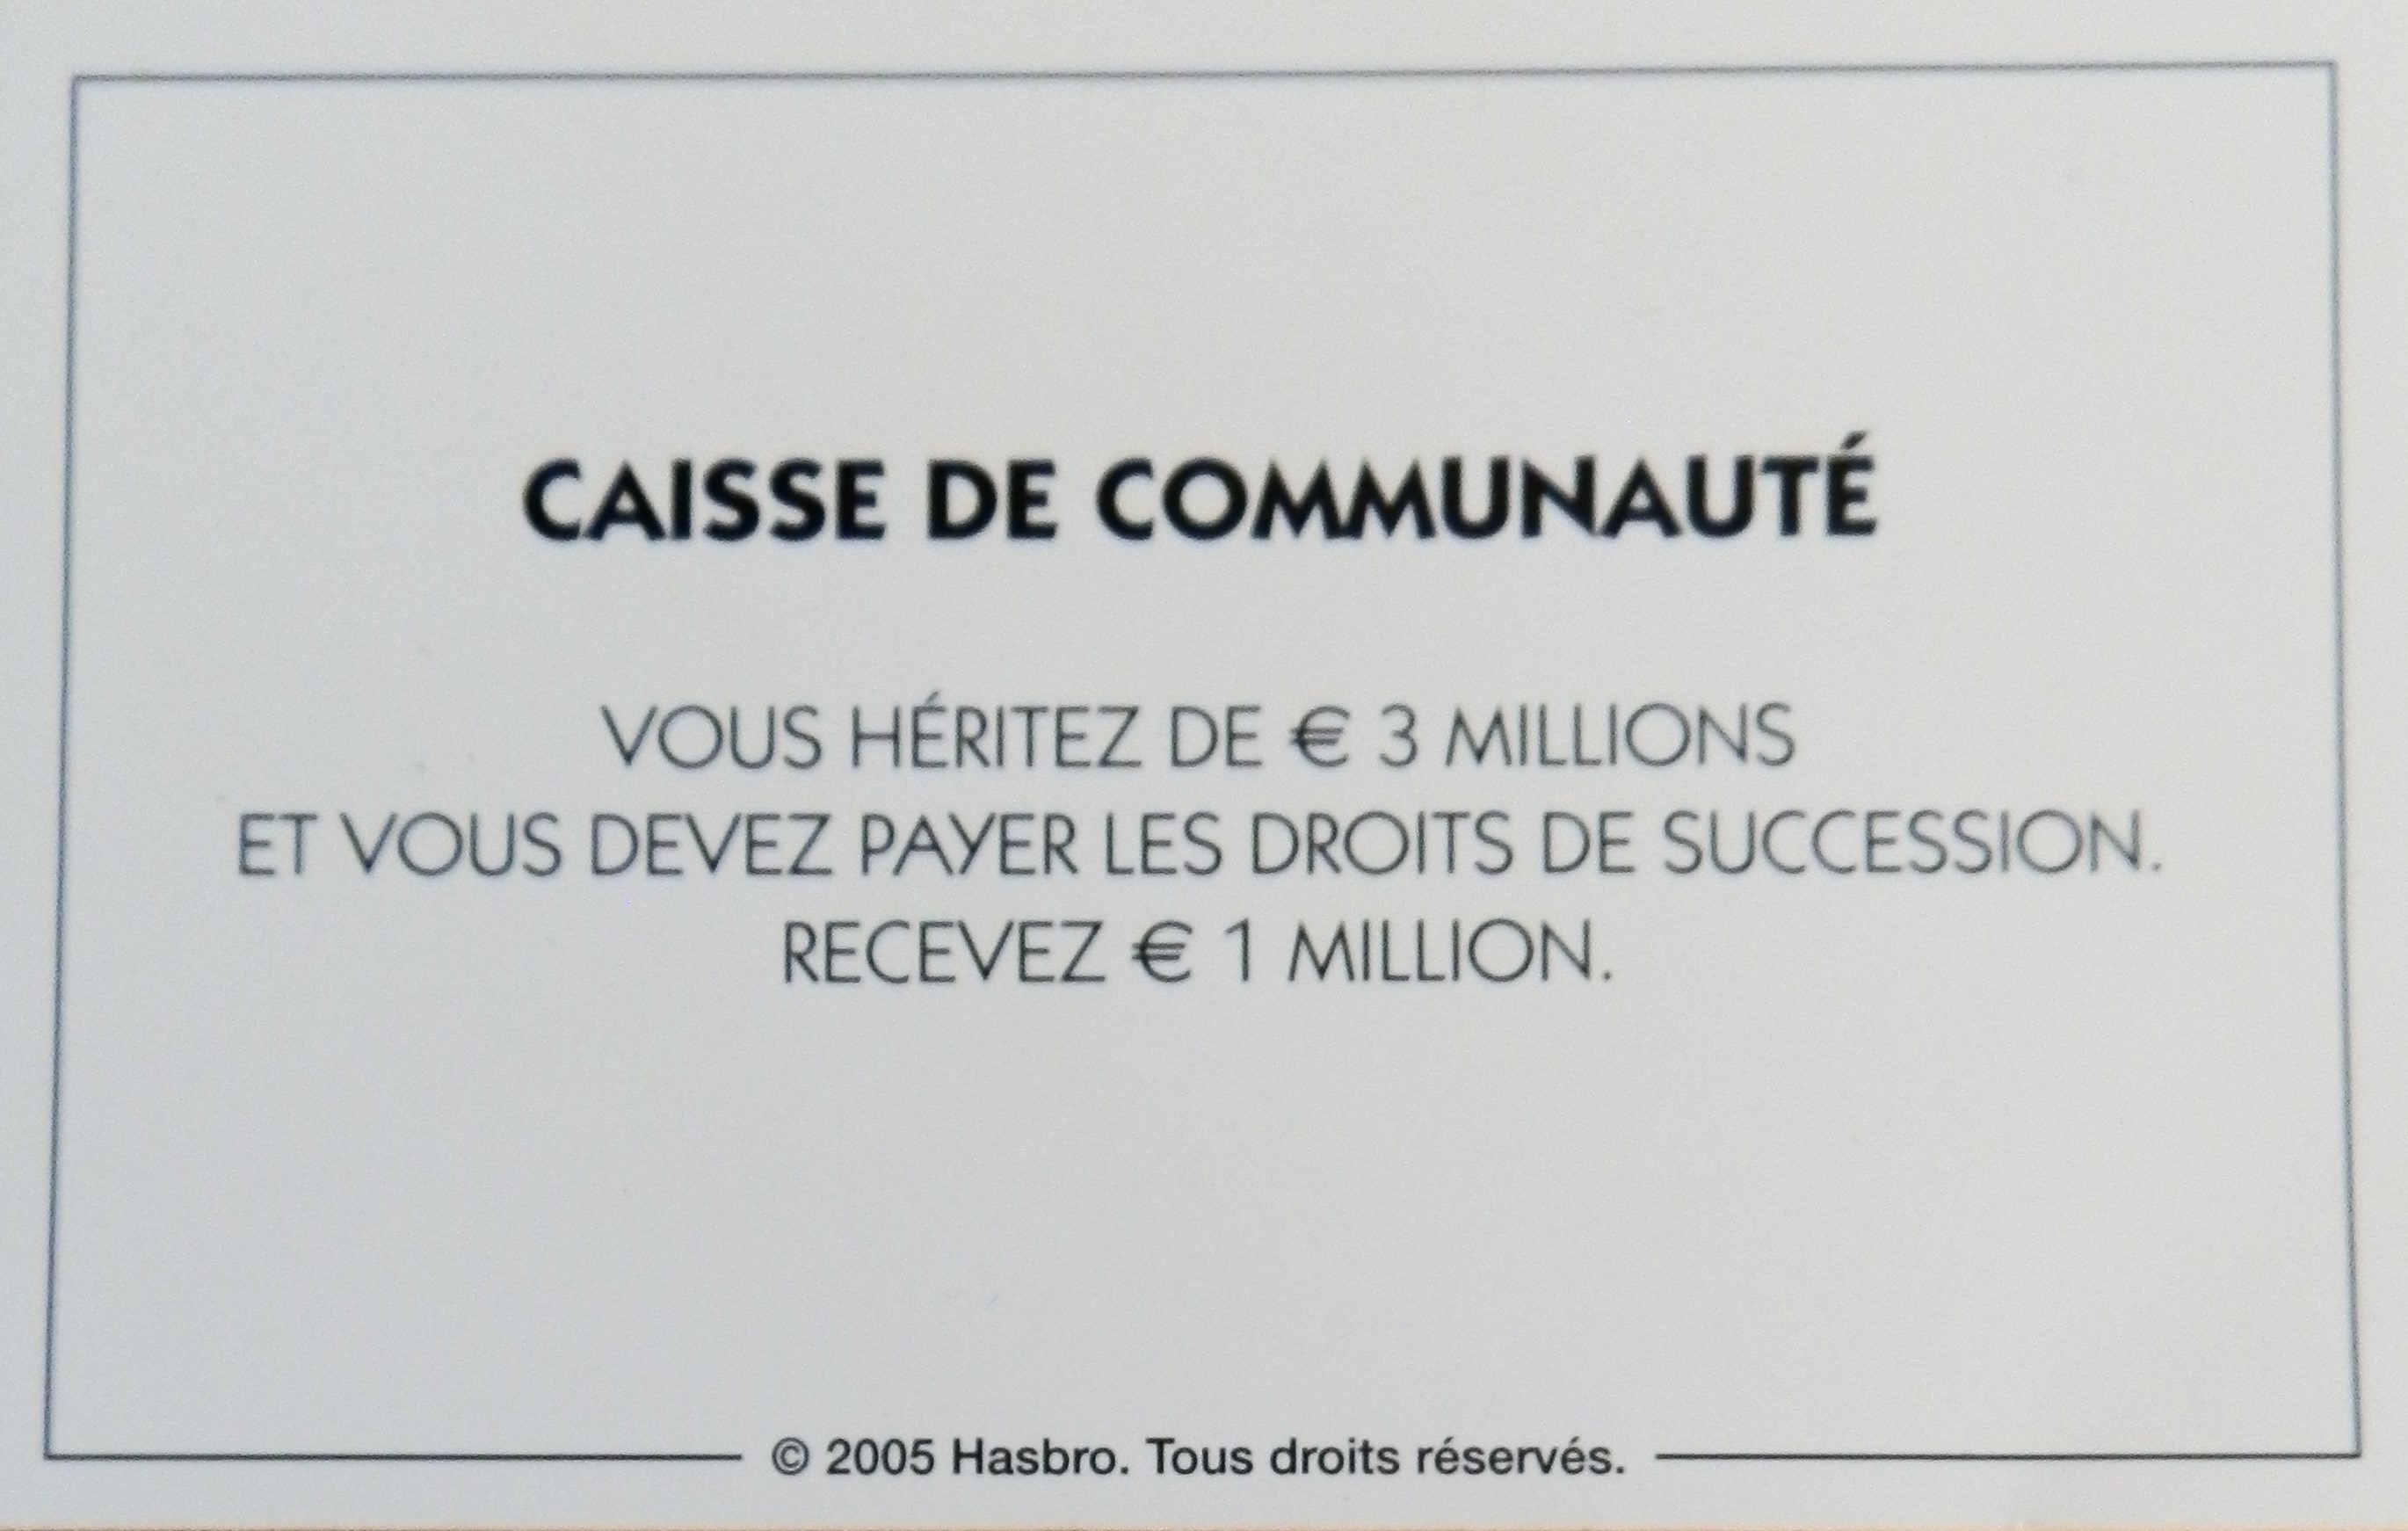 CAISSE DE COMMUNAUTÉ
VOUS HÉRITEZ DE € 3 MILLIONS
ET VOUS DEVEZ PAYER LES DROITS DE SUCCESSION.
RECEVEZ € 1 MILLION.
© 2005 Hasbro. Tous droits réservés.